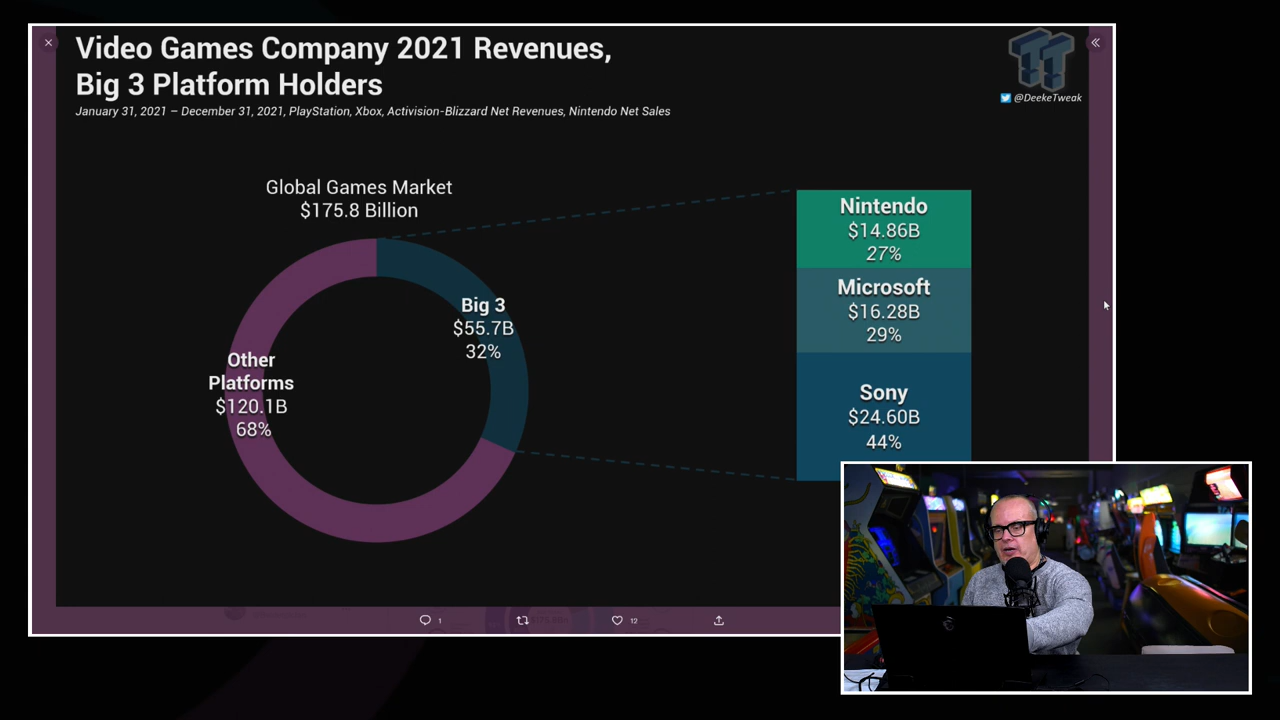 Video Games Company 2021 Revenues,
Big 3 Platform Holders
January 31, 2021 – December 31, 2021, PlayStation, Xbox, Activision-Blizzard Net Revenues, Nintendo Net Sales
TT
@DeekeTweak
Global Games Market
$175.8 Billion
Big 3
$55.7B
32%
Other
Platforms
$120.1B
68%
Nintendo
$14.86B
27%
Microsoft
$16.28B
29%
Sony
$24.60B
44%
1
12